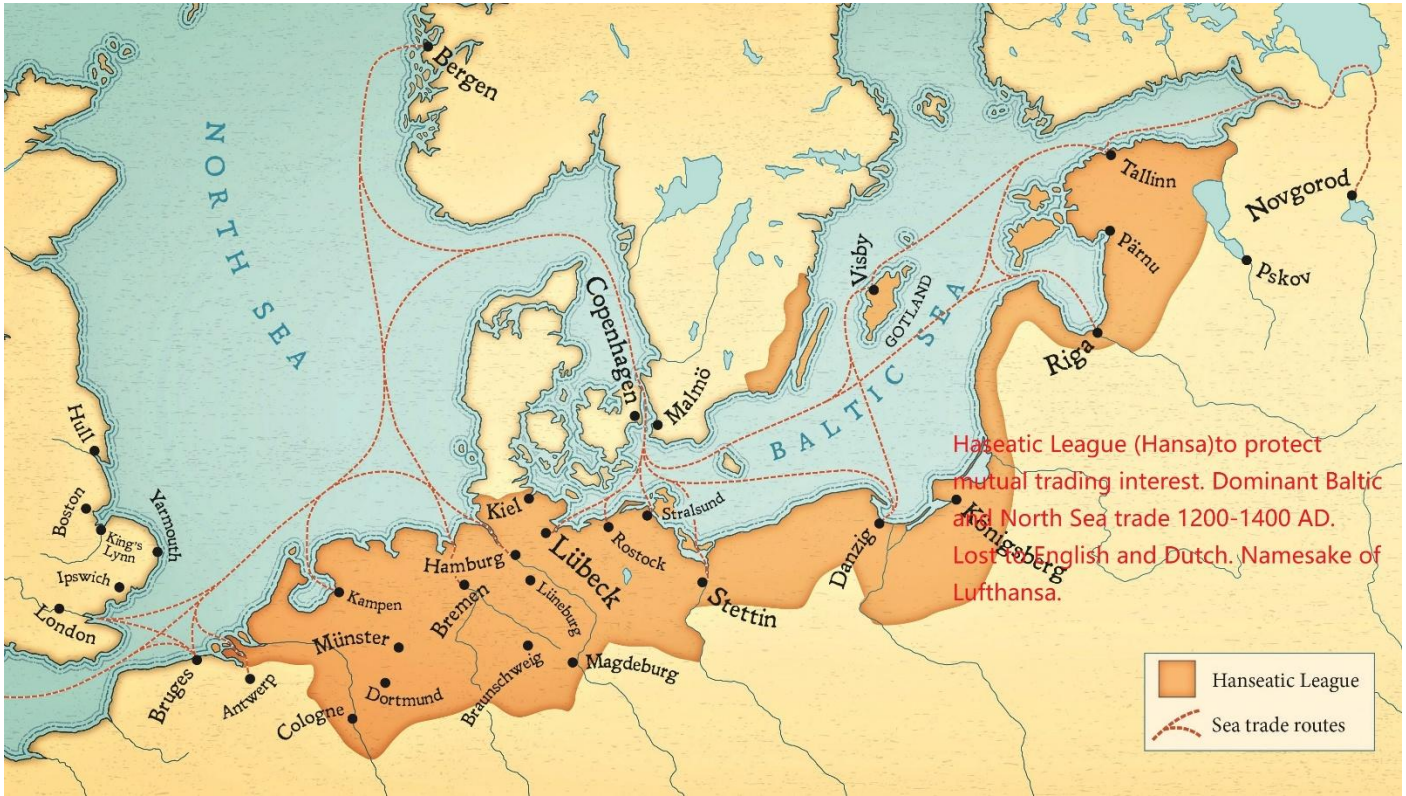 Bergen
NORTH SEA
Tallinn
Novgorod
Pärnu
Pskov
Visby
GOTLAND
Copenhagen
Malmö
BALTIC SEA
Riga
Hull
Boston
King's
Lynn
Yarmouth
Ipswich
London
Kiel
Stralsund
Rostock
Lübeck
Hamburg
Lüneburg
Bremen
Kampen
Stettin
Danzig
Königsberg
Münster
Magdeburg
Braunschweig
Dortmund
Cologne
Bruges
Antwerp
Haseatic League (Hansa)to protect
mutual trading interest. Dominant Baltic
and North Sea trade 1200-1400 AD.
Lost to English and Dutch. Namesake of
Lufthansa.
Hanseatic League
Sea trade routes